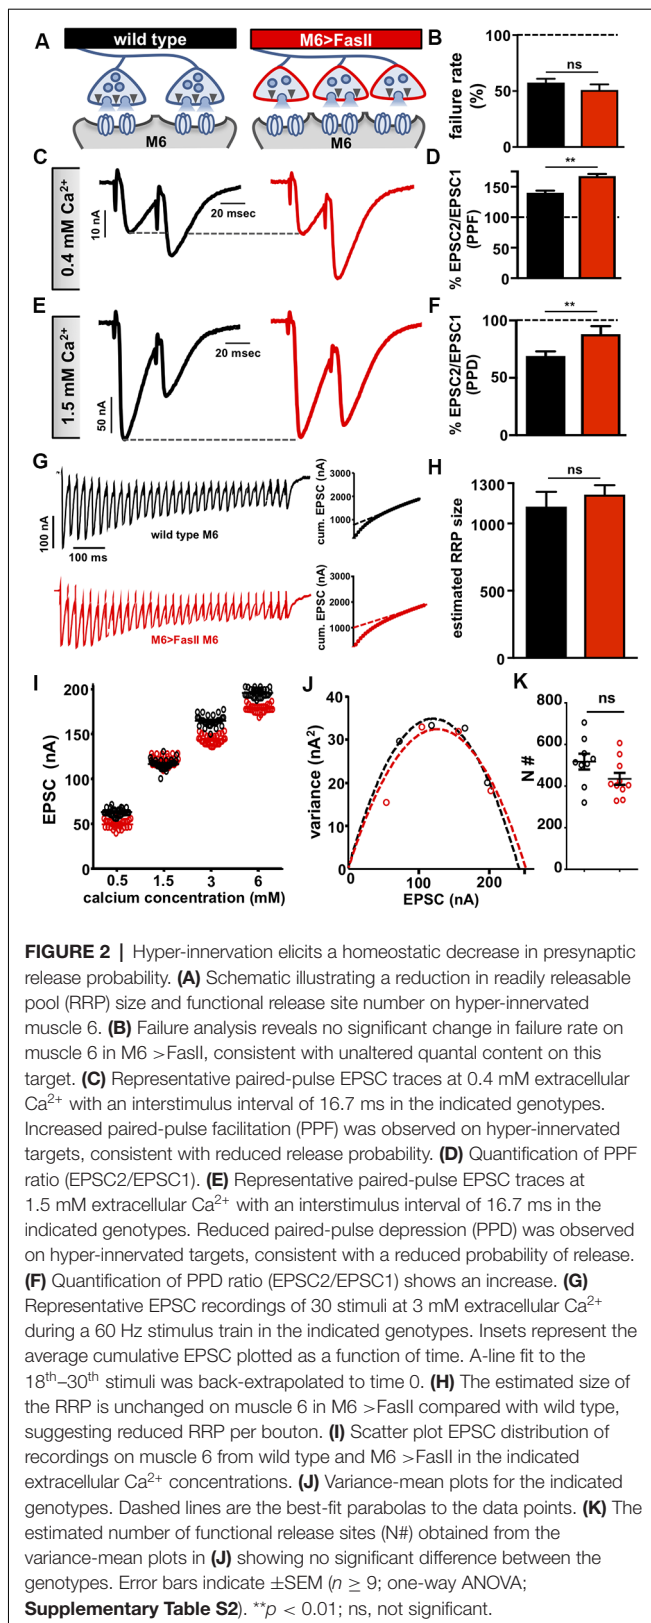 A
wild type
M6>FasII
M6
M6
B
failure rate
(%)
100
50
0
ns
C
0.4 mM Ca2+
10 nA
20 msec
D
% EPSC2/EPSC1
(PPF)
150
100
50
0
**
E
1.5 mM Ca2+
50 nA
20 msec
F
% EPSC2/EPSC1
(PPD)
100
50
0
**
G
100 nA
100 ms
wild type M6
cum. EPSC (nA)
3000
2000
1000
M6>FasII M6
cum. EPSC (nA)
3000
2000
1000
0
H
estimated RRP size
1300
1000
500
0
ns
I
EPSC (nA)
200
150
100
50
0
0.5 1.5 3 6
calcium concentration (mM)
J
variance (nA2)
40
30
20
10
0
0 100 200
EPSC (nA)
K
N #
800
600
400
0
ns
FIGURE 2 | Hyper-innervation elicits a homeostatic decrease in presynaptic
release probability. (A) Schematic illustrating a reduction in readily releasable
pool (RRP) size and functional release site number on hyper-innervated
muscle 6. (B) Failure analysis reveals no significant change in failure rate on
muscle 6 in M6 >FasII, consistent with unaltered quantal content on this
target. (C) Representative paired-pulse EPSC traces at 0.4 mM extracellular
Ca2+ with an interstimulus interval of 16.7 ms in the indicated genotypes.
Increased paired-pulse facilitation (PPF) was observed on hyper-innervated
targets, consistent with reduced release probability. (D) Quantification of PPF
ratio (EPSC2/EPSC1). (E) Representative paired-pulse EPSC traces at
1.5 mM extracellular Ca2+ with an interstimulus interval of 16.7 ms in the
indicated genotypes. Reduced paired-pulse depression (PPD) was observed
on hyper-innervated targets, consistent with a reduced probability of release.
(F) Quantification of PPD ratio (EPSC2/EPSC1) shows an increase. (G)
Representative EPSC recordings of 30 stimuli at 3 mM extracellular Ca2+
during a 60 Hz stimulus train in the indicated genotypes. Insets represent the
average cumulative EPSC plotted as a function of time. A-line fit to the
18th–30th stimuli was back-extrapolated to time 0. (H) The estimated size of
the RRP is unchanged on muscle 6 in M6 >FasII compared with wild type,
suggesting reduced RRP per bouton. (I) Scatter plot EPSC distribution of
recordings on muscle 6 from wild type and M6 >FasII in the indicated
extracellular Ca2+ concentrations. (J) Variance-mean plots for the indicated
genotypes. Dashed lines are the best-fit parabolas to the data points. (K) The
estimated number of functional release sites (N#) obtained from the
variance-mean plots in (J) showing no significant difference between the
genotypes. Error bars indicate ±SEM (n ≥ 9; one-way ANOVA;
Supplementary Table S2). **p < 0.01; ns, not significant.